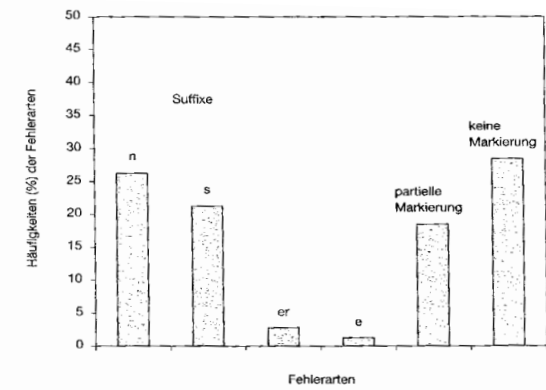 50
45
40
35
30
25
20
15
10
5
0
Häufigkeiten (%) der Fehlerarten
Suffixe
n
s
er
e
partielle
Markierung
keine
Markierung
Fehlerarten